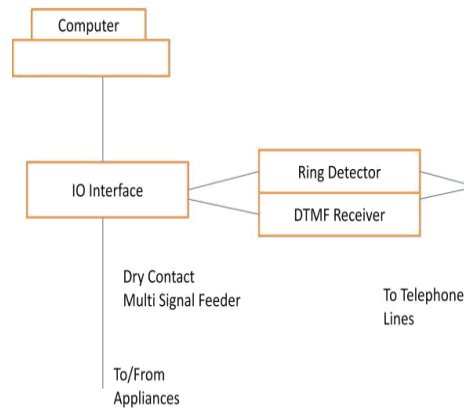 Computer
IO Interface
Ring Detector
DTMF Receiver
Dry Contact
Multi Signal Feeder
To Telephone
Lines
To/From
Appliances